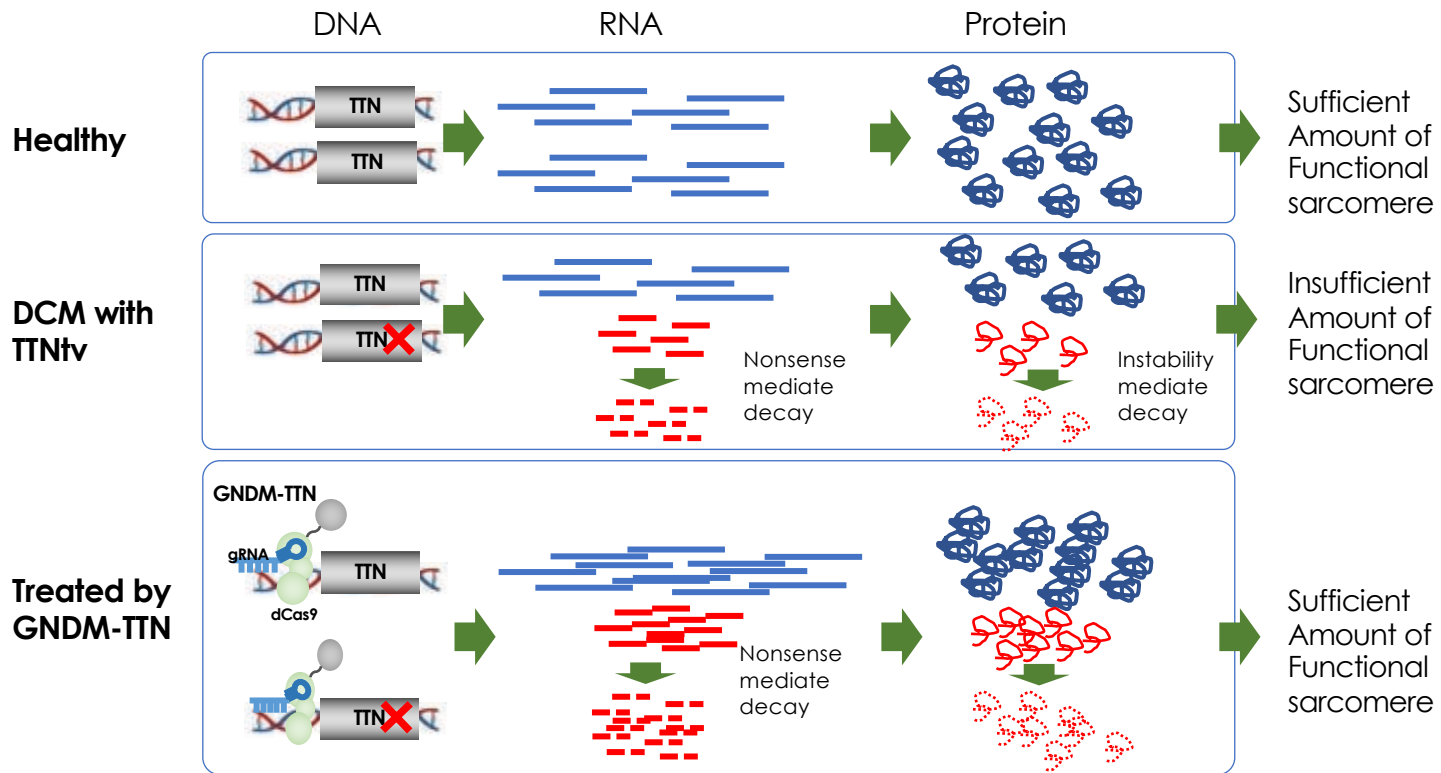 DNA
RNA
Protein
Healthy
TTN
TTN
Sufficient
Amount of
Functional
sarcomere
DCM with
TTNtv
TTN
TTN
Nonsense
mediate
decay
Instability
mediate
decay
Insufficient
Amount of
Functional
sarcomere
Treated by
GNDM-TTN
GNDM-TTN
gRNA
TTN
dCas9
TTN
Nonsense
mediate
decay
Sufficient
Amount of
Functional
sarcomere